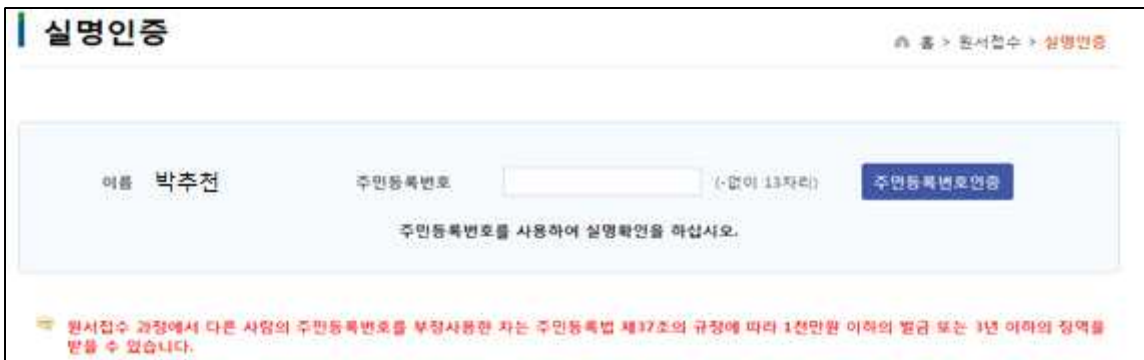 실명인증
홈 > 원서접수 > 실명인증
이름 박추천 주민등록번호 (-없이 13자리) 주민등록번호인증
주민등록번호를 사용하여 실명확인을 하십시오.
원서접수 과정에서 다른 사람의 주민등록번호를 부정사용한 자는 주민등록법 제37조의 규정에 따라 1천만원 이하의 벌금 또는 3년 이하의 징역을
받을 수 있습니다.